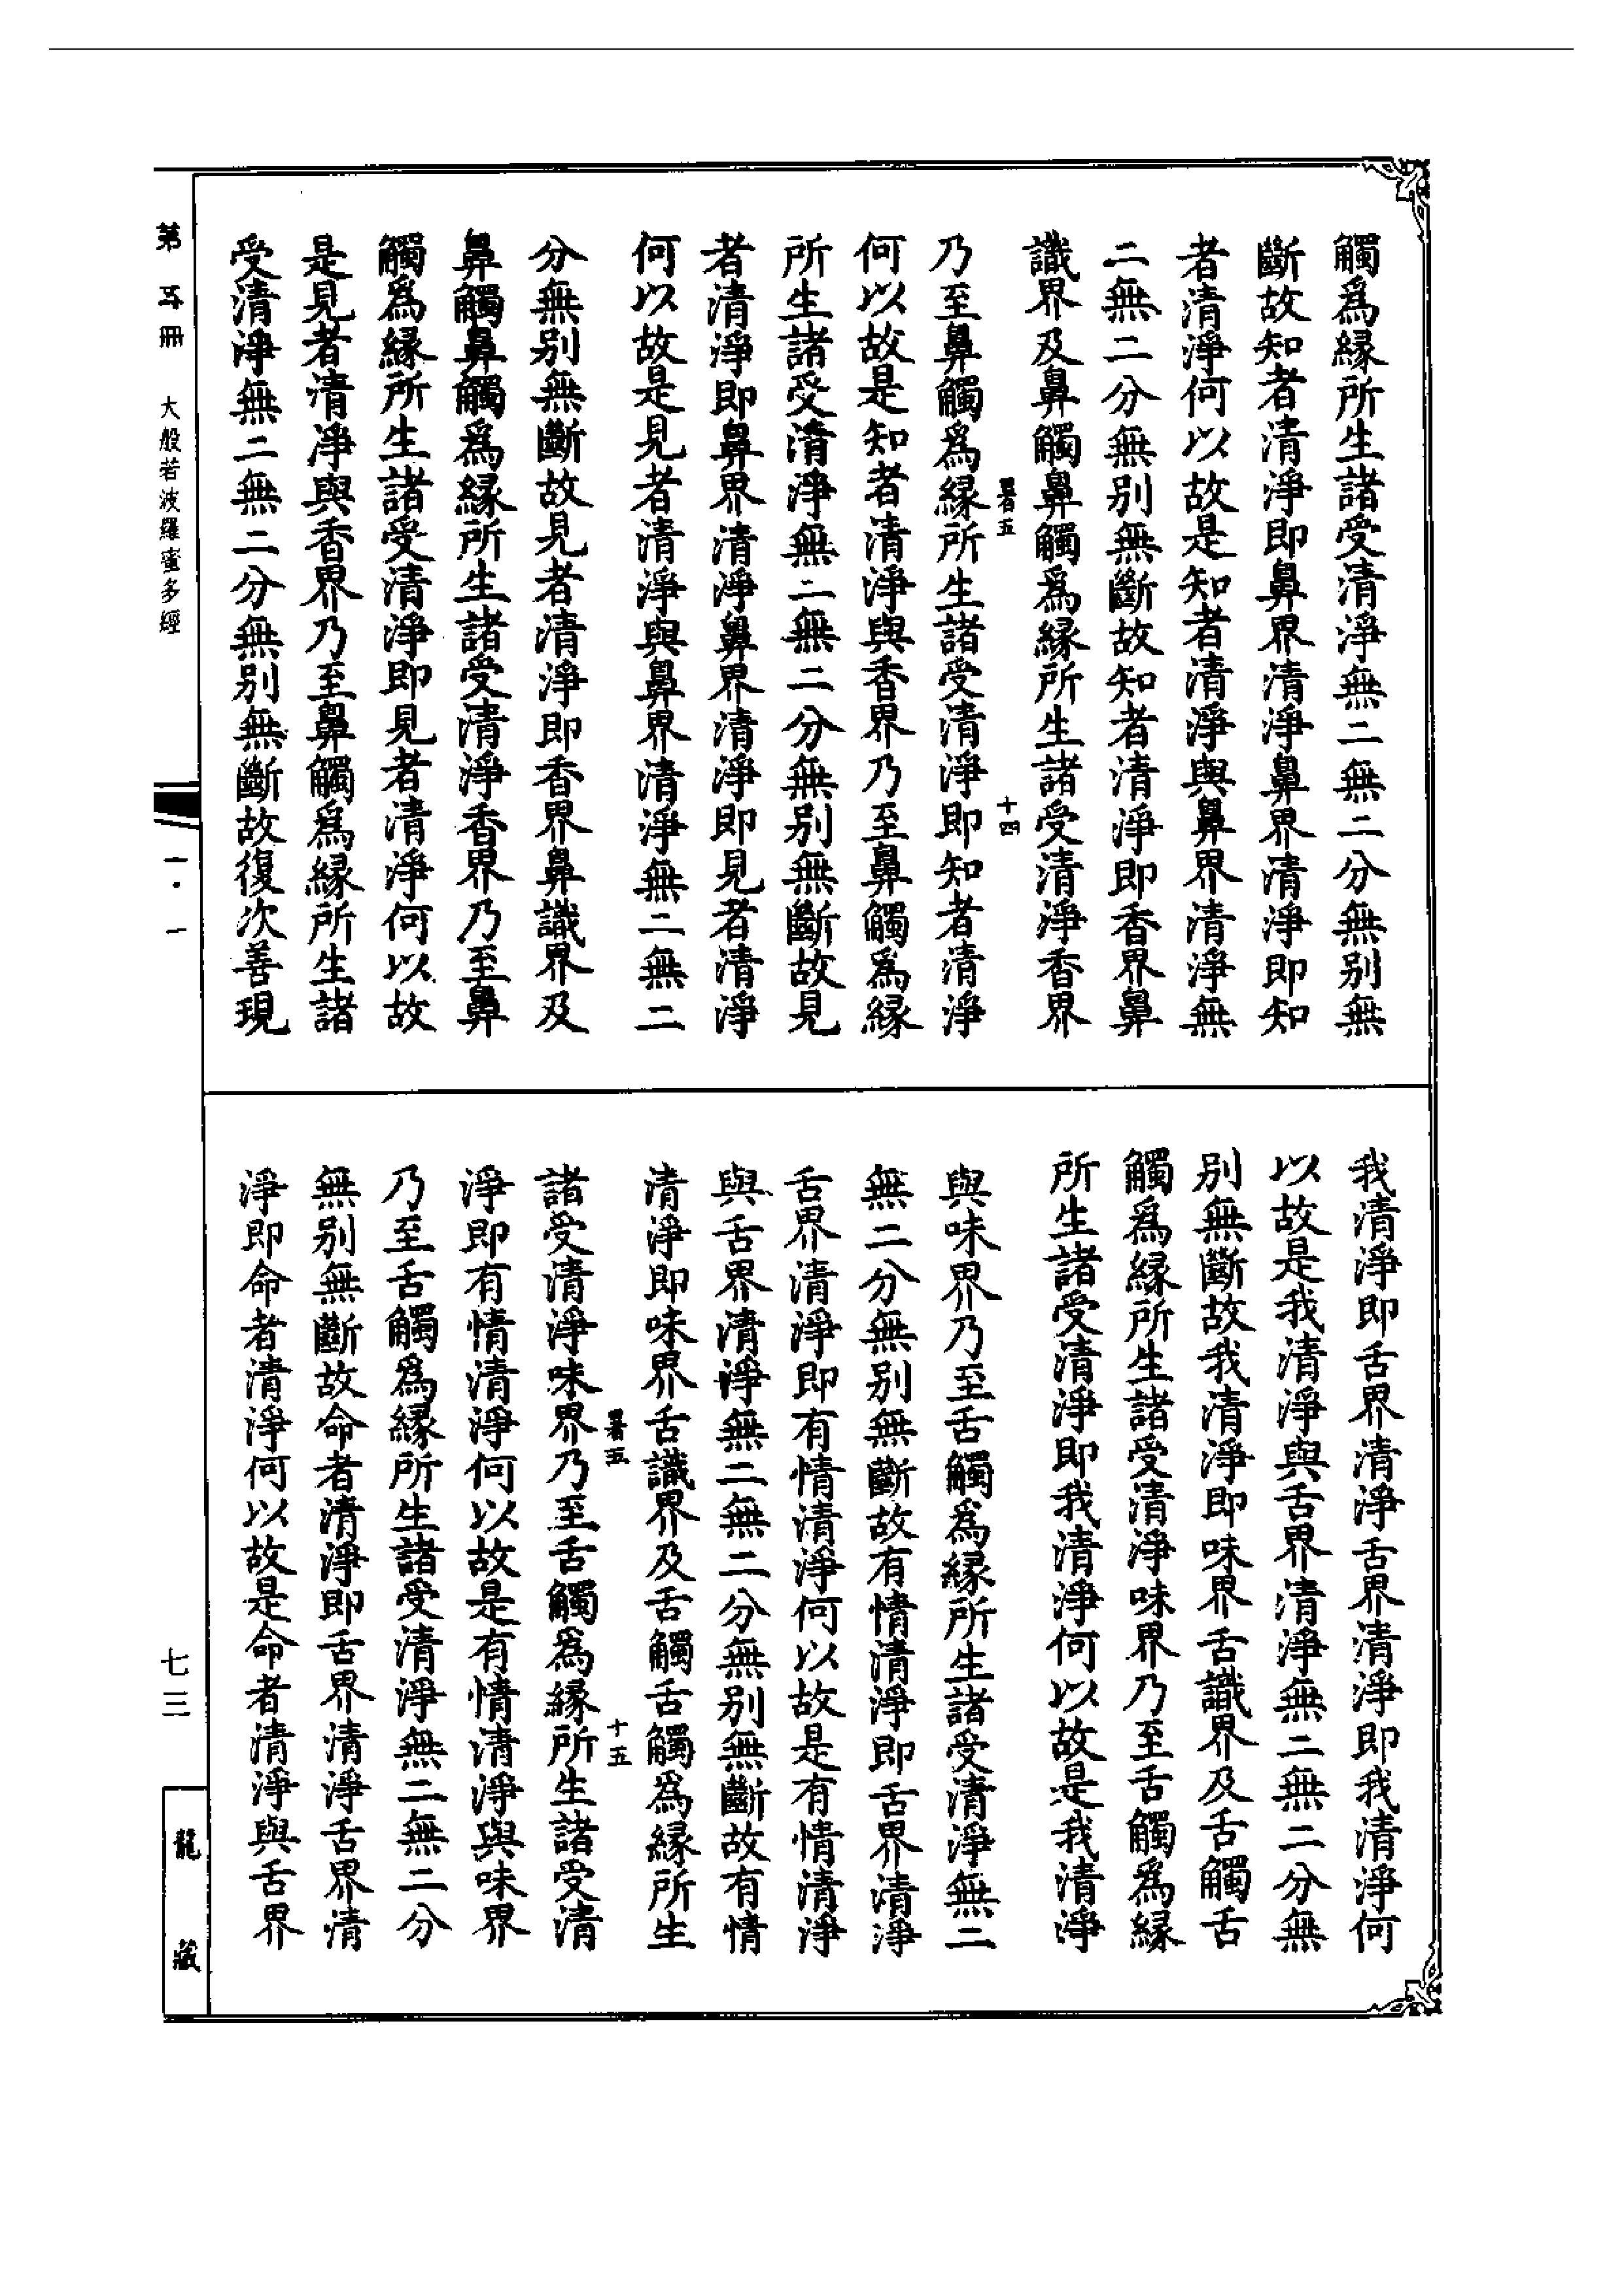 觸爲緣所生諸受清淨無二無二分無別無
斷故知者清淨即鼻界清淨鼻界清淨即知
者清淨何以故是知者清淨與鼻界清淨無
二無二分無別無斷故知者清淨即香界鼻
識界及鼻觸鼻觸爲緣所生諸受清淨香界
署五 十四
乃至鼻觸爲緣所生諸受清淨即知者清淨
何以故是知者清淨與香界乃至鼻觸爲緣
所生諸受清淨無二無二分無別無斷故見
者清淨即鼻界清淨鼻界清淨即見者清淨
何以故是見者清淨與鼻界清淨無二無二
分無別無斷故見者清淨即香界鼻識界及
鼻觸鼻觸爲緣所生諸受清淨香界乃至鼻
觸爲緣所生諸受清淨即見者清淨何以故
是見者清淨與香界乃至鼻觸爲緣所生諸
受清淨無二無二分無別無斷故復次善現
我清淨即舌界清淨舌界清淨即我清淨何
以故是我清淨與舌界清淨無二無二分無
別無斷故我清淨即味界舌識界及舌觸舌
觸爲緣所生諸受清淨味界乃至舌觸爲緣
所生諸受清淨即我清淨何以故是我清淨
與味界乃至舌觸爲緣所生諸受清淨無二
無二分無別無斷故有情清淨即舌界清淨
舌界清淨即有情清淨何以故是有情清淨
與舌界清淨無二無二分無別無斷故有情
清淨即味界舌識界及舌觸舌觸爲緣所生
署五 十五
諸受清淨味界乃至舌觸爲緣所生諸受清
淨即有情清淨何以故是有情清淨與味界
乃至舌觸爲緣所生諸受清淨無二無二分
無別無斷故命者清淨即舌界清淨舌界清
淨即命者清淨何以故是命者清淨與舌界
第五冊 大般若波羅蜜多經 一·一 七三 龍藏